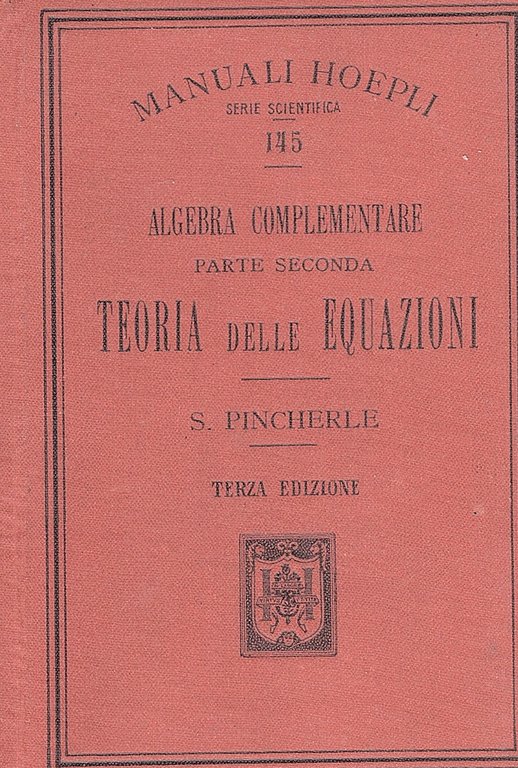 MANUALI HOEPLI
SERIE SCIENTIFICA
145
ALGEBRA COMPLEMENTARE
PARTE SECONDA
TEORIA DELLE EQUAZIONI
S. PINCHERLE
TERZA EDIZIONE